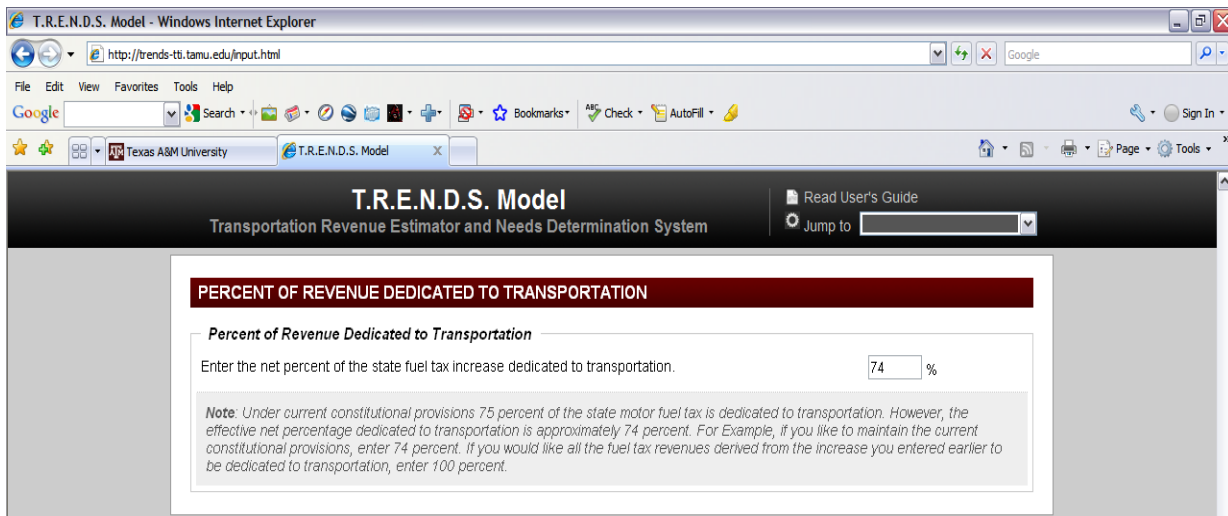 T.R.E.N.D.S. Model - Windows Internet Explorer
http://trends-tti.tamu.edu/input.html
Google
File Edit View Favorites Tools Help
Google Search Bookmarks Check AutoFill Sign In
Texas A&M University T.R.E.N.D.S. Model Page Tools
T.R.E.N.D.S. Model
Transportation Revenue Estimator and Needs Determination System
Read User's Guide
Jump to
PERCENT OF REVENUE DEDICATED TO TRANSPORTATION
Percent of Revenue Dedicated to Transportation
Enter the net percent of the state fuel tax increase dedicated to transportation. 74 %
Note: Under current constitutional provisions 75 percent of the state motor fuel tax is dedicated to transportation. However, the
effective net percentage dedicated to transportation is approximately 74 percent. For Example, if you like to maintain the current
constitutional provisions, enter 74 percent. If you would like all the fuel tax revenues derived from the increase you entered earlier to
be dedicated to transportation, enter 100 percent.